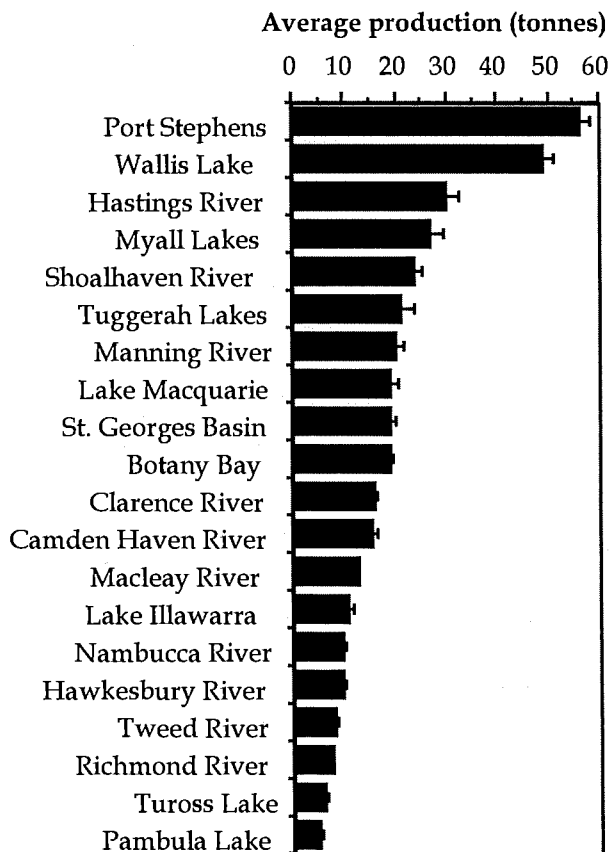 Average production (tonnes)
0 10 20 30 40 50 60
Port Stephens
Wallis Lake
Hastings River
Myall Lakes
Shoalhaven River
Tuggerah Lakes
Manning River
Lake Macquarie
St. Georges Basin
Botany Bay
Clarence River
Camden Haven River
Macleay River
Lake Illawarra
Nambucca River
Hawkesbury River
Tweed River
Richmond River
Tuross Lake
Pambula Lake